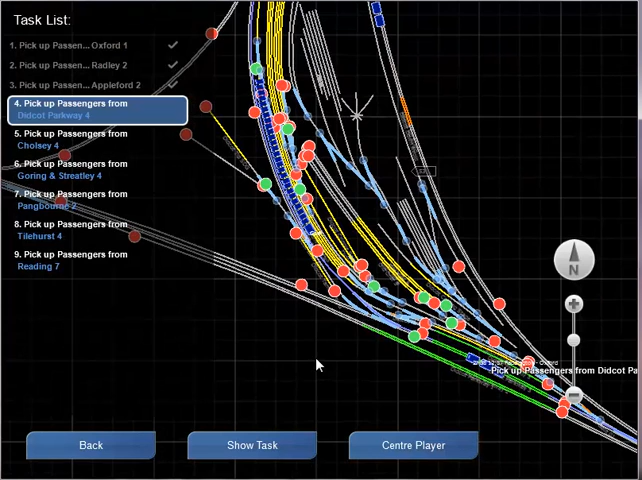 Task List:
1. Pick up Passen... Oxford 1
2. Pick up Passen... Radley 2
3. Pick up Passen... Appleford 2
4. Pick up Passengers from
Didcot Parkway 4
5. Pick up Passengers from
Cholsey 4
6. Pick up Passengers from
Goring & Streatley 4
7. Pick up Passengers from
Pangbourne 2
8. Pick up Passengers from
Tilehurst 4
9. Pick up Passengers from
Reading 7
N
Oxford
Pick up Passengers from Didcot Pa
Back
Show Task
Centre Player